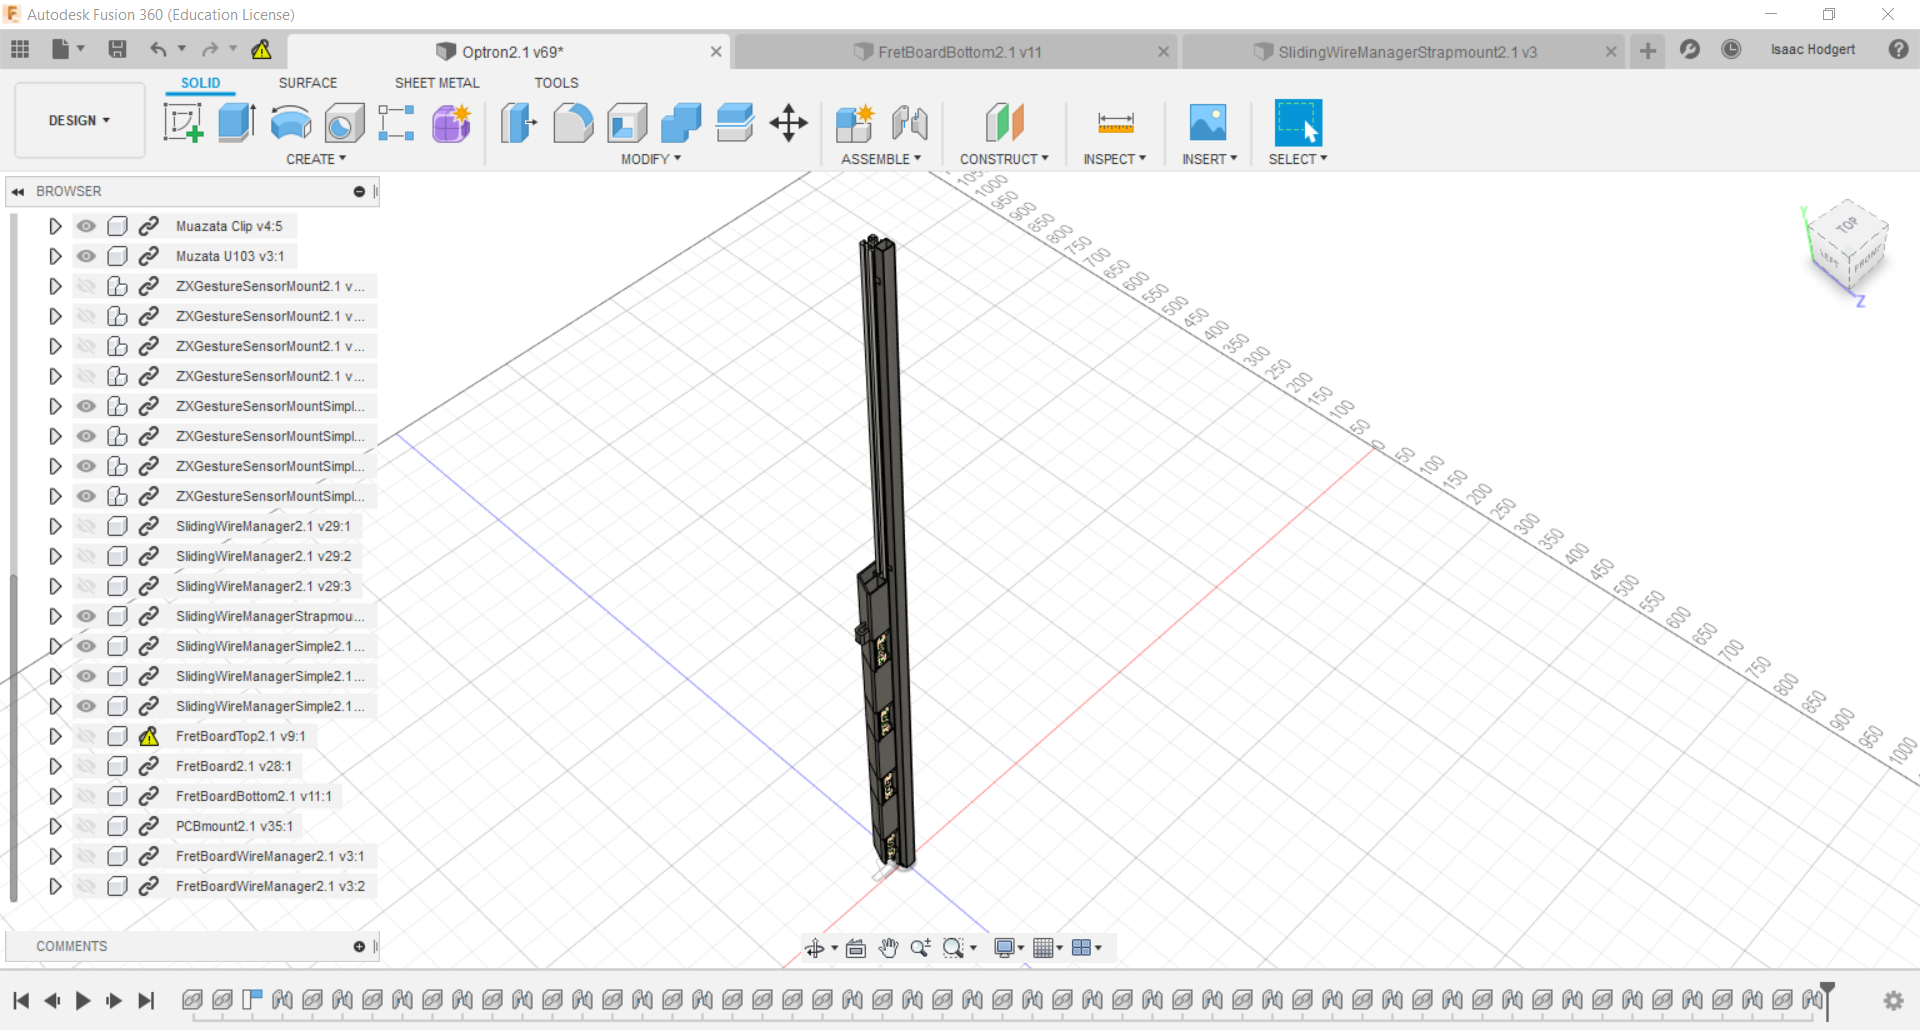 Autodesk Fusion 360 (Education License)
Optron2.1 v69*
FretBoardBottom2.1 v11
SlidingWireManagerStrapmount2.1 v3
Isaac Hodgert
SOLID SURFACE SHEET METAL TOOLS
DESIGN
CREATE MODIFY ASSEMBLE CONSTRUCT INSPECT INSERT SELECT
BROWSER
Muazata Clip v4:5
Muzata U103 v3:1
ZXGestureSensorMount2.1 v...
ZXGestureSensorMount2.1 v...
ZXGestureSensorMount2.1 v...
ZXGestureSensorMount2.1 v...
ZXGestureSensorMountSimpl...
ZXGestureSensorMountSimpl...
ZXGestureSensorMountSimpl...
ZXGestureSensorMountSimpl...
SlidingWireManager2.1 v29:1
SlidingWireManager2.1 v29:2
SlidingWireManager2.1 v29:3
SlidingWireManagerStrapmou...
SlidingWireManagerSimple2.1...
SlidingWireManagerSimple2.1...
SlidingWireManagerSimple2.1...
FretBoardTop2.1 v9:1
FretBoard2.1 v28:1
FretBoardBottom2.1 v11:1
PCBmount2.1 v35:1
FretBoardWireManager2.1 v3:1
FretBoardWireManager2.1 v3:2
COMMENTS
1000 950 900 850 800 750 700 650 600 550 500 450 400 350 300 250 200 150 100 50 0 50 100 150 200 250 300 350 400 450 500 550 600 650 700 750 800 850 900 950 1000
Y
TOP
LEFT
FRONT
Z